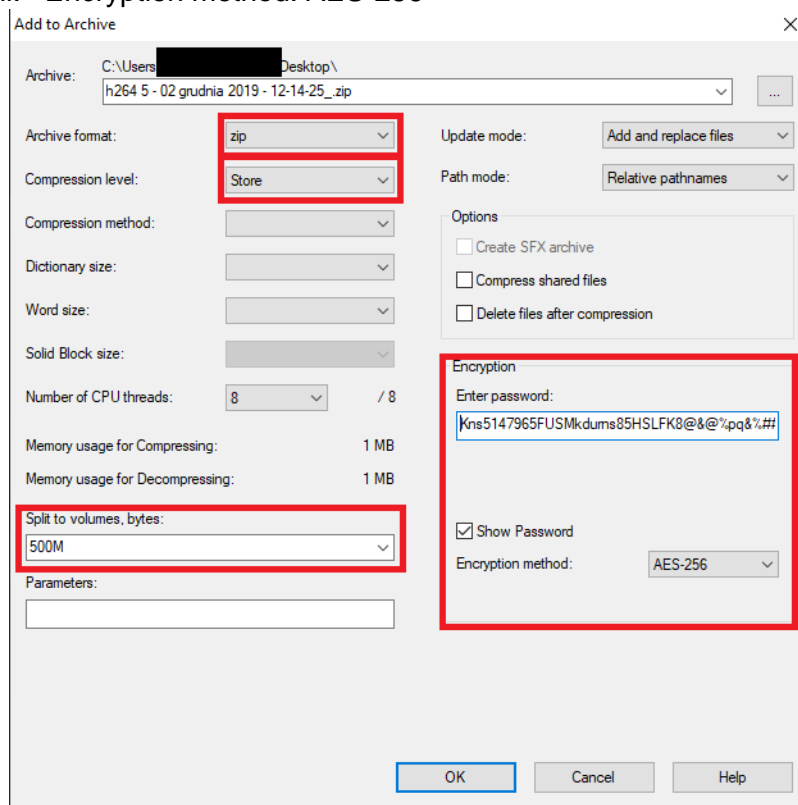 Encryption method: AES-256
Add to Archive
Archive:
C:\Users
Desktop\
h264 5 - 02 grudnia 2019 - 12-14-25_.zip
...
Archive format:
zip
Compression level:
Store
Compression method:
Dictionary size:
Word size:
Solid Block size:
Number of CPU threads:
8
/ 8
Memory usage for Compressing:
1 MB
Memory usage for Decompressing:
1 MB
Split to volumes, bytes:
500M
Parameters:
Update mode:
Add and replace files
Path mode:
Relative pathnames
Options
Create SFX archive
Compress shared files
Delete files after compression
Encryption
Enter password:
Kns5147965FUSMkdums85HSLFK8@&@%pq&%##
Show Password
Encryption method:
AES-256
OK
Cancel
Help